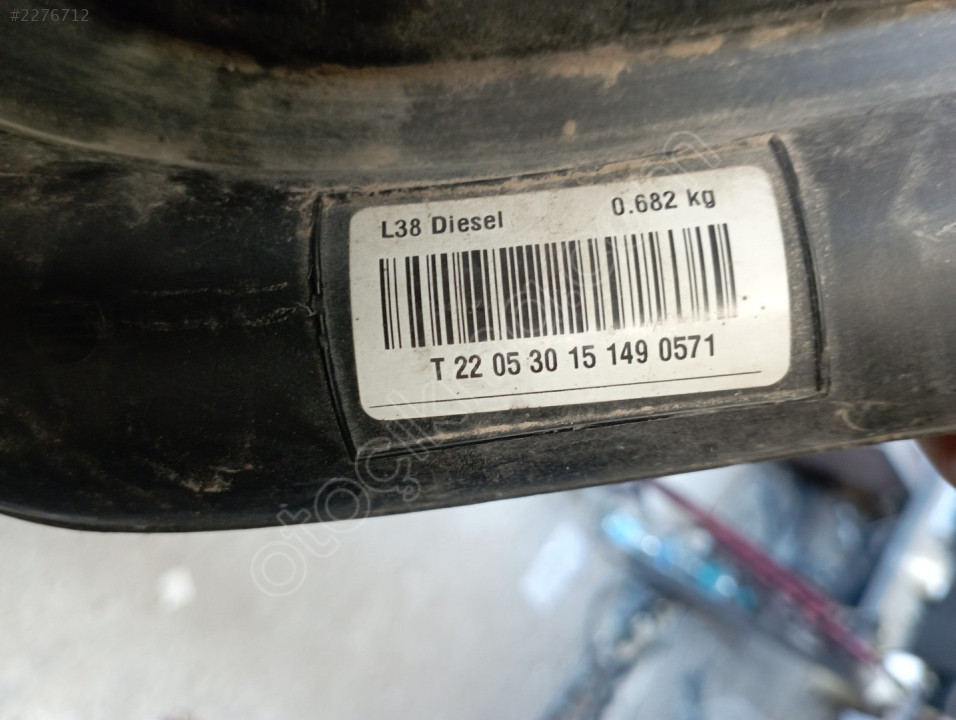 #2276712
L38 Diesel 0.682 kg
T 22 05 30 15 149 0571